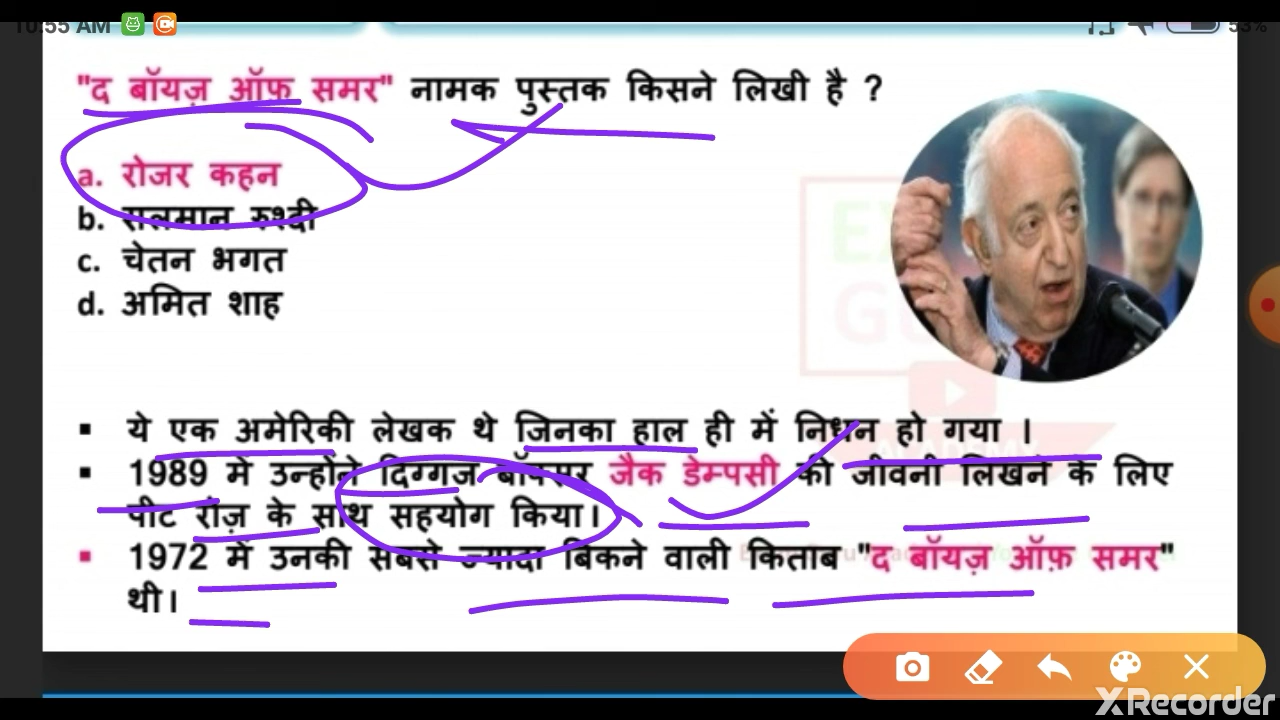 10:55 AM
53%
"द बॉयज़ ऑफ़ समर" नामक पुस्तक किसने लिखी है ?
a. रोजर कहन
b. सलमान रुश्दी
c. चेतन भगत
d. अमित शाह
▪ ये एक अमेरिकी लेखक थे जिनका हाल ही में निधन हो गया ।
▪ 1989 में उन्होंने दिग्गज बॉक्सर जैक डेम्पसी की जीवनी लिखने के लिए
पीट रोज़ के साथ सहयोग किया।
▪ 1972 में उनकी सबसे ज्यादा बिकने वाली किताब "द बॉयज़ ऑफ़ समर"
थी।
XRecorder